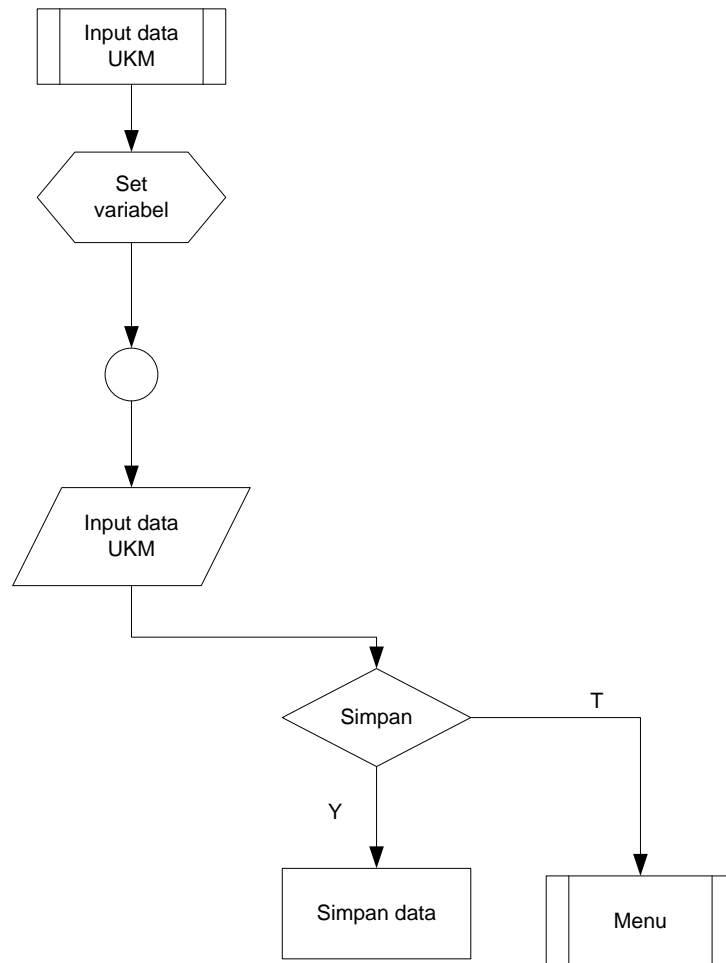 Input data
UKM
Set
variabel
Input data
UKM
Simpan
T
Y
Simpan data
Menu